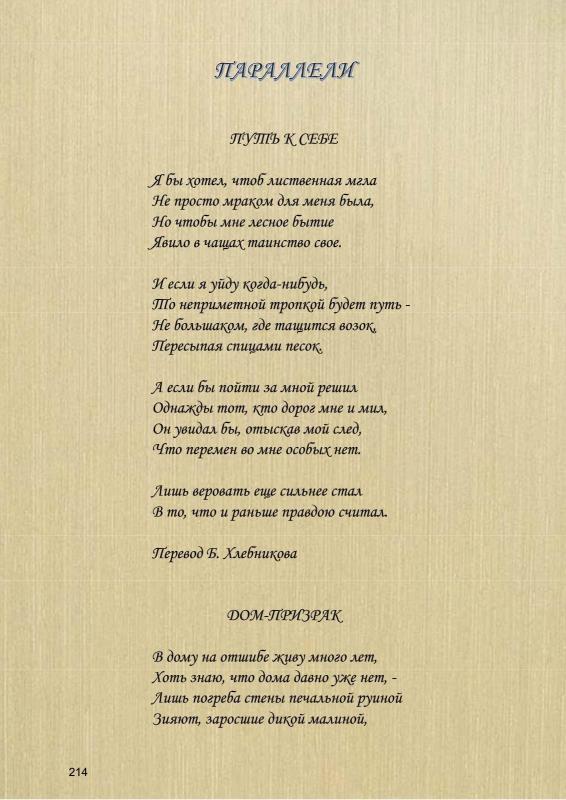 ПАРАЛЛЕЛИ
ПУТЬ К СЕБЕ
Я бы хотел, чтоб лиственная мгла
Не просто мраком для меня была,
Но чтобы мне лесное бытие
Явило в чащах таинство свое.
И если я уйду когда-нибудь,
То неприметной тропкой будет путь -
Не большаком, где тащится возок,
Пересыпая спицами песок.
А если бы пойти за мной решил
Однажды тот, кто дорог мне и мил,
Он увидал бы, отыскав мой след,
Что перемен во мне особых нет.
Лишь веровать еще сильнее стал
В то, что и раньше правдою считал.
Перевод Б. Хлебникова
ДОМ-ПРИЗРАК
В дому на отшибе живу много лет,
Хоть знаю, что дома давно уже нет, -
Лишь погреба стены печальной руиной
Зияют, заросшие дикой малиной,
214